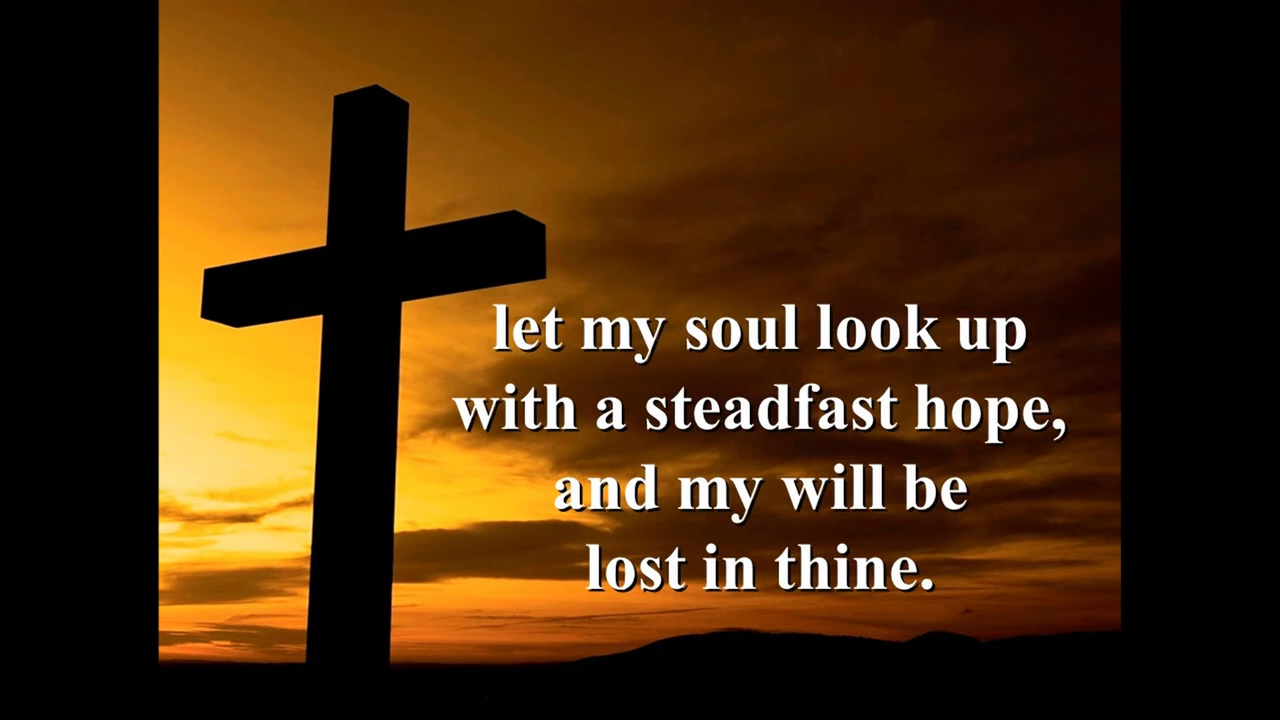 let my soul look up
with a steadfast hope,
and my will be
lost in thine.